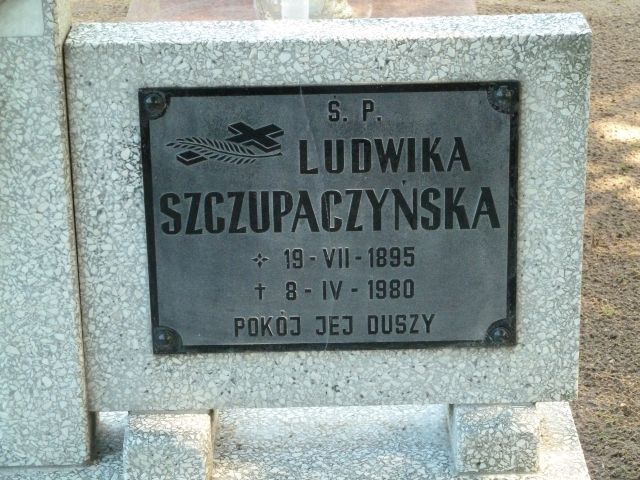 Ś. P.
LUDWIKA
SZCZUPACZYŃSKA
19-VII-1895
† 8-IV-1980
POKÓJ JEJ DUSZY